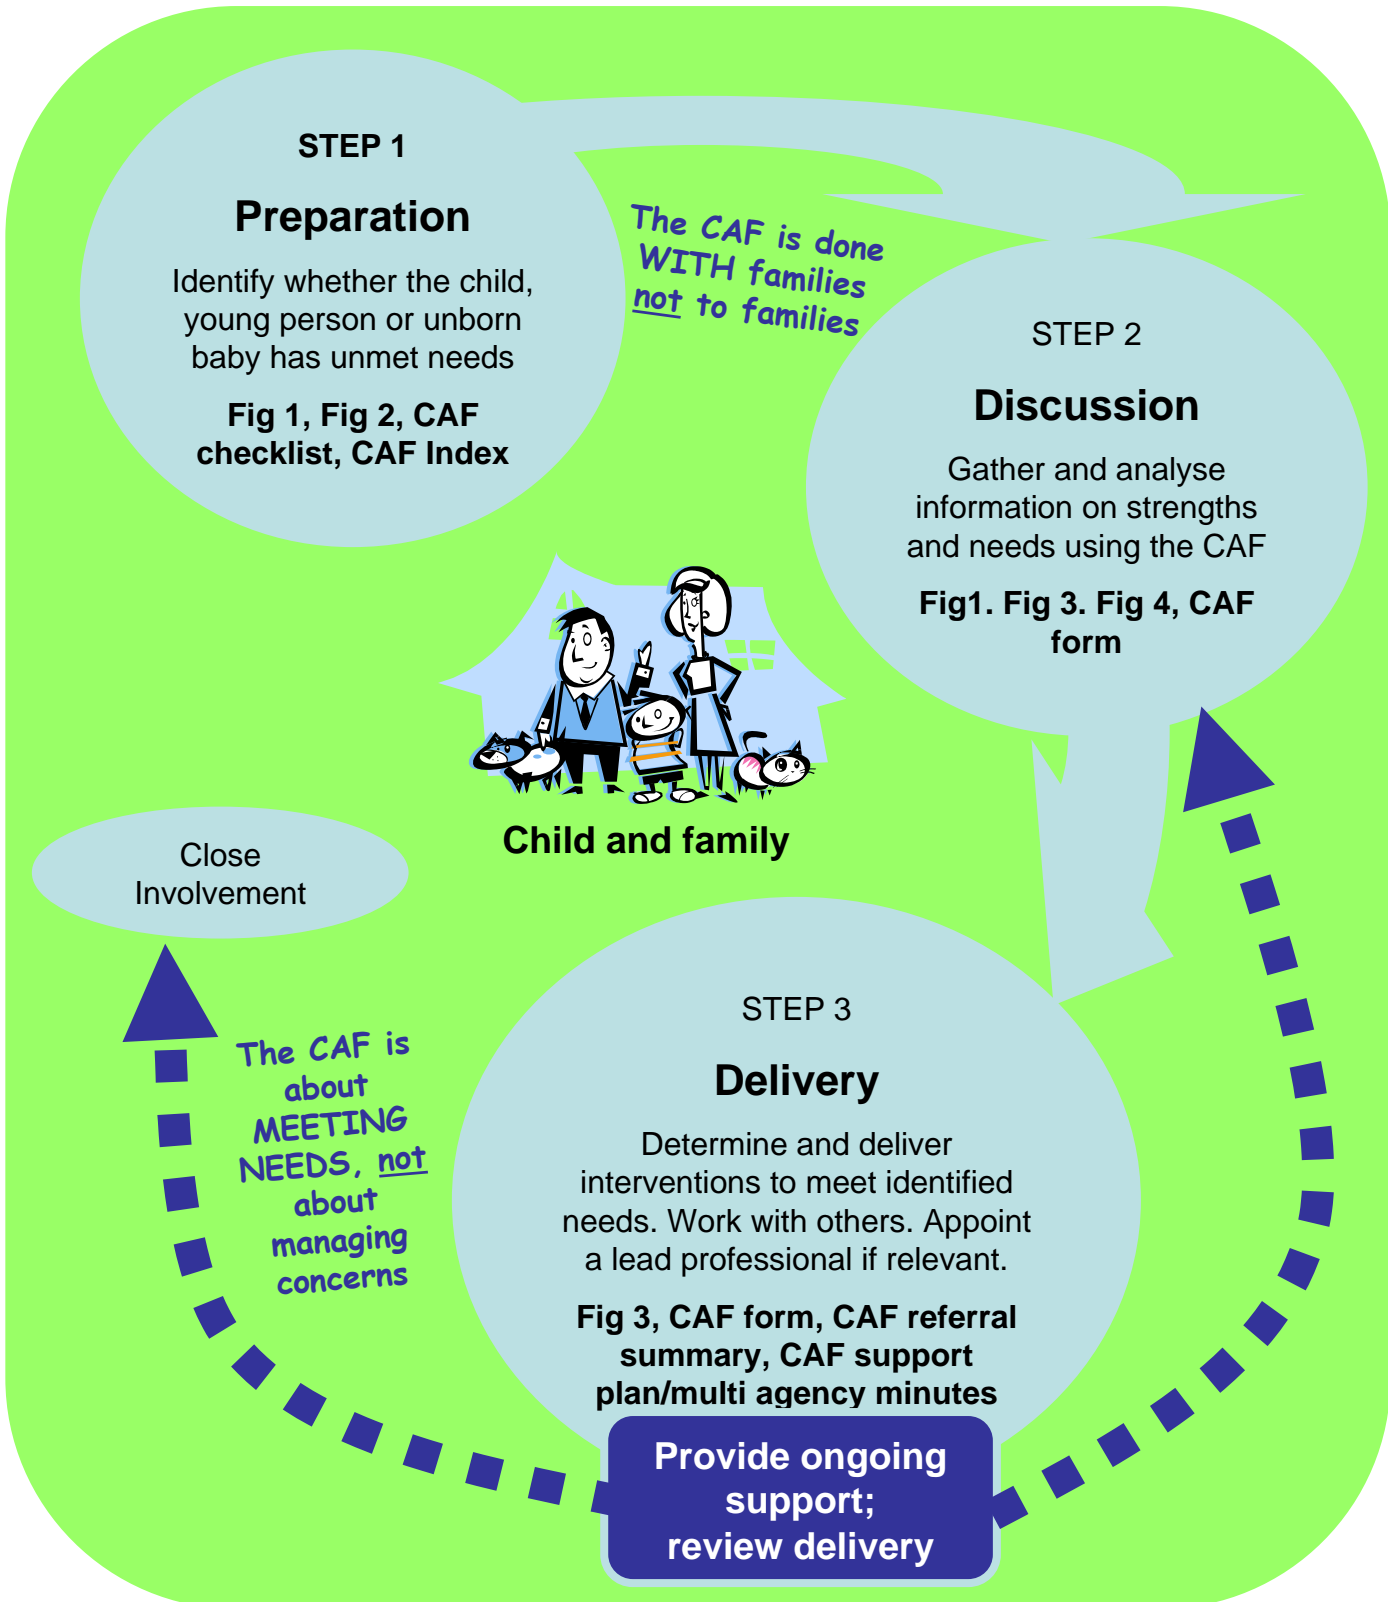 STEP 1
Preparation
Identify whether the child,
young person or unborn
baby has unmet needs
Fig 1, Fig 2, CAF
checklist, CAF Index
The CAF is done
WITH families
not to families
STEP 2
Discussion
Gather and analyse
information on strengths
and needs using the CAF
Fig1. Fig 3. Fig 4, CAF
form
Child and family
Close
Involvement
The CAF is
about
MEETING
NEEDS, not
about
managing
concerns
STEP 3
Delivery
Determine and deliver
interventions to meet identified
needs. Work with others. Appoint
a lead professional if relevant.
Fig 3, CAF form, CAF referral
summary, CAF support
plan/multi agency minutes
Provide ongoing
support;
review delivery